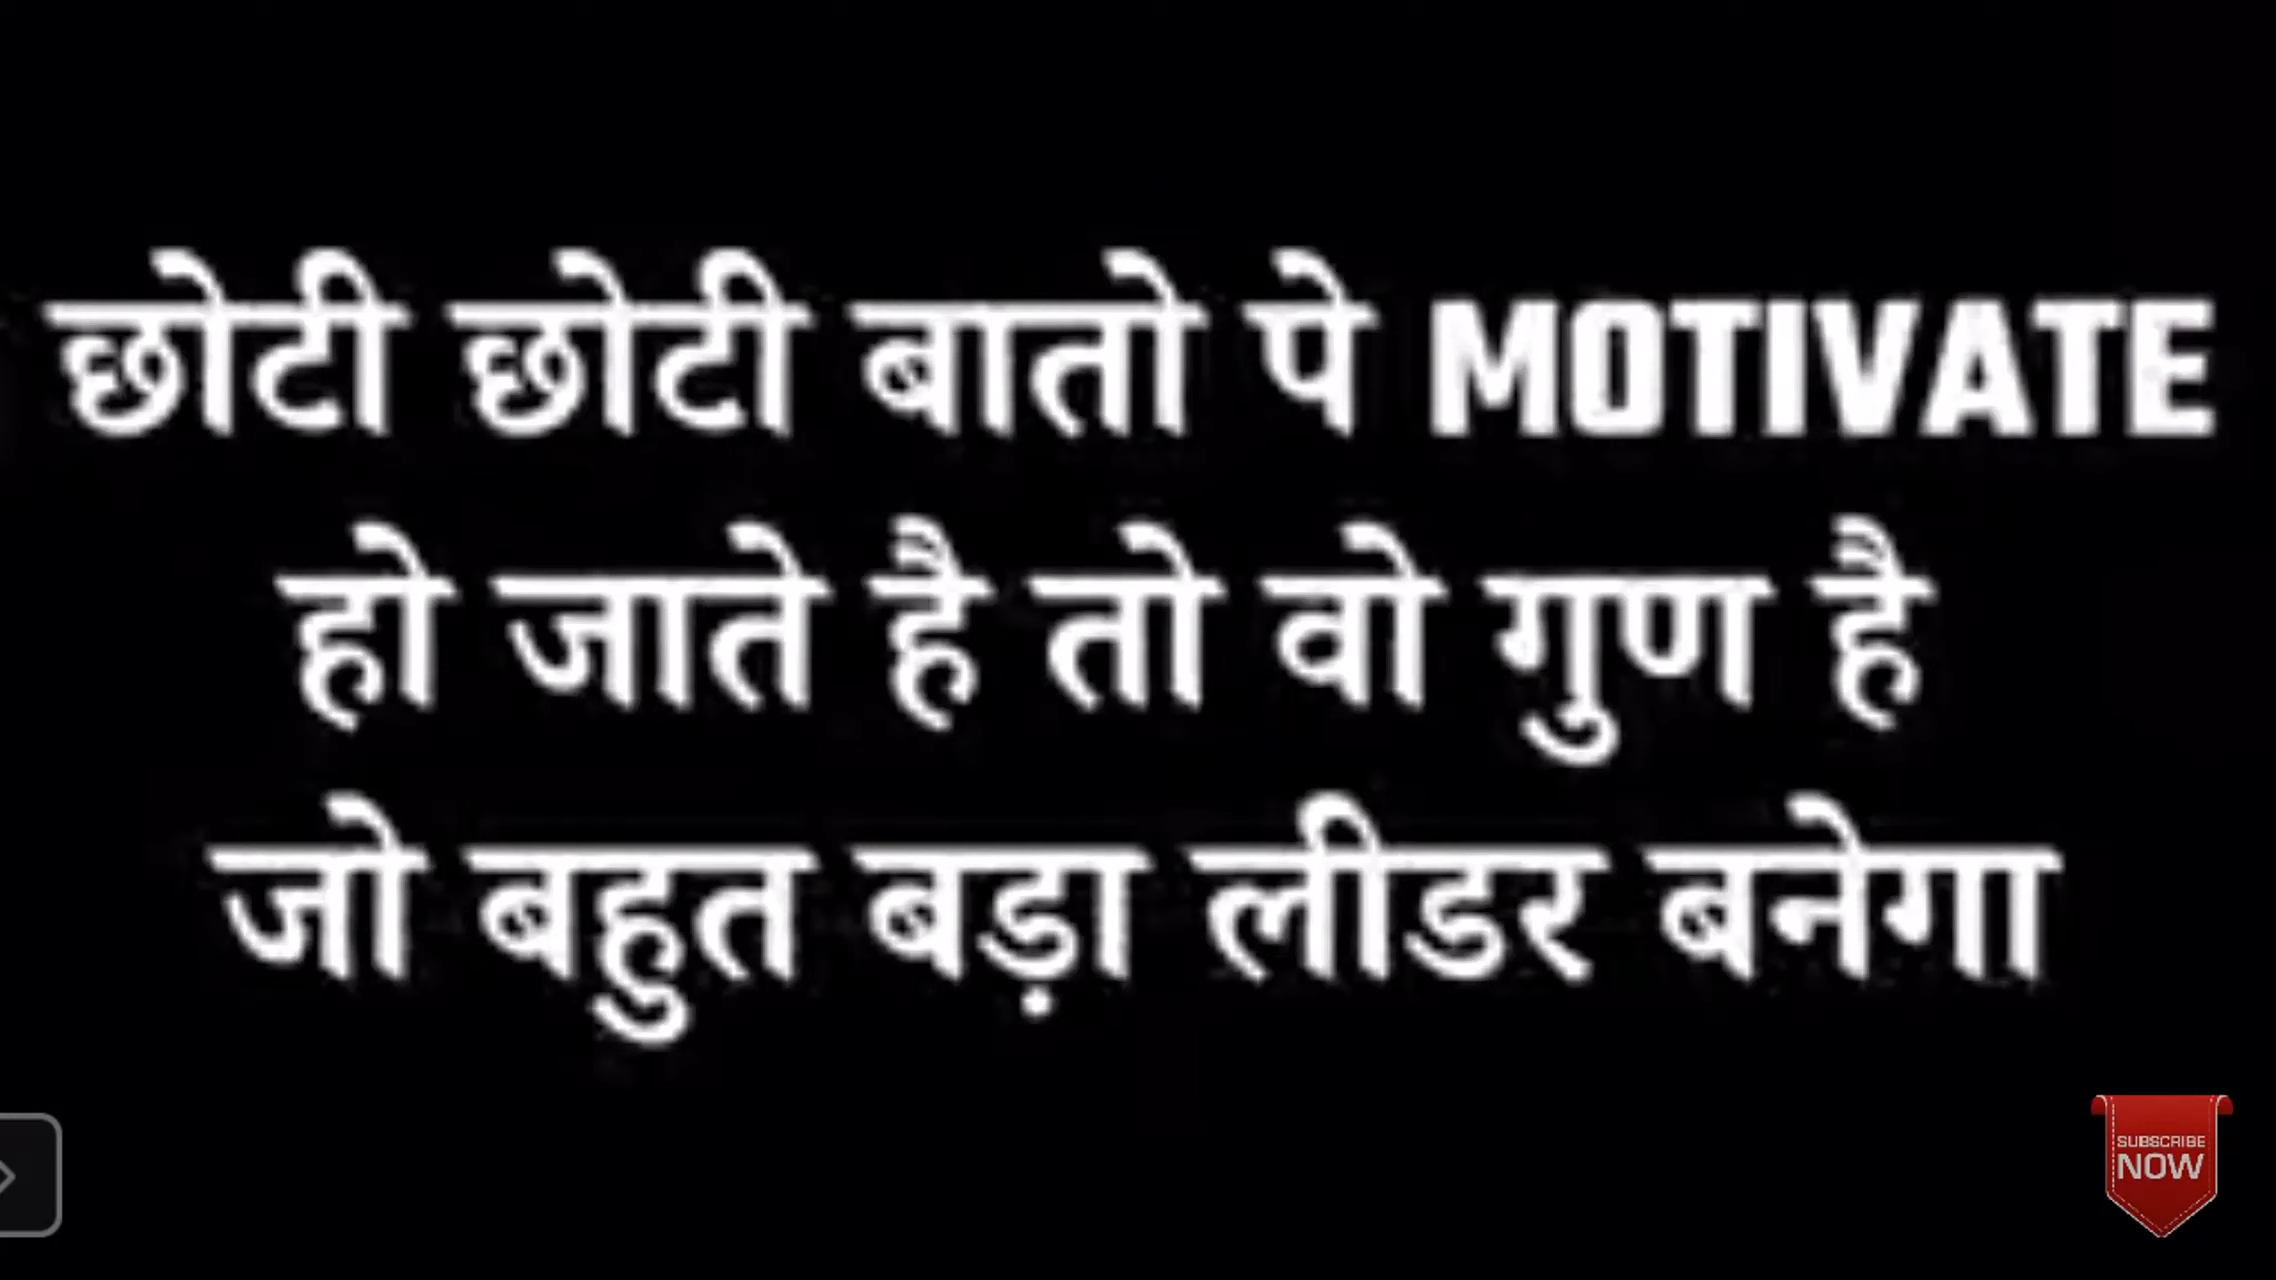 छोटी छोटी बातो पे MOTIVATE
हो जाते है तो वो गुण है
जो बहुत बड़ा लीडर बनेगा
SUBSCRIBE
NOW